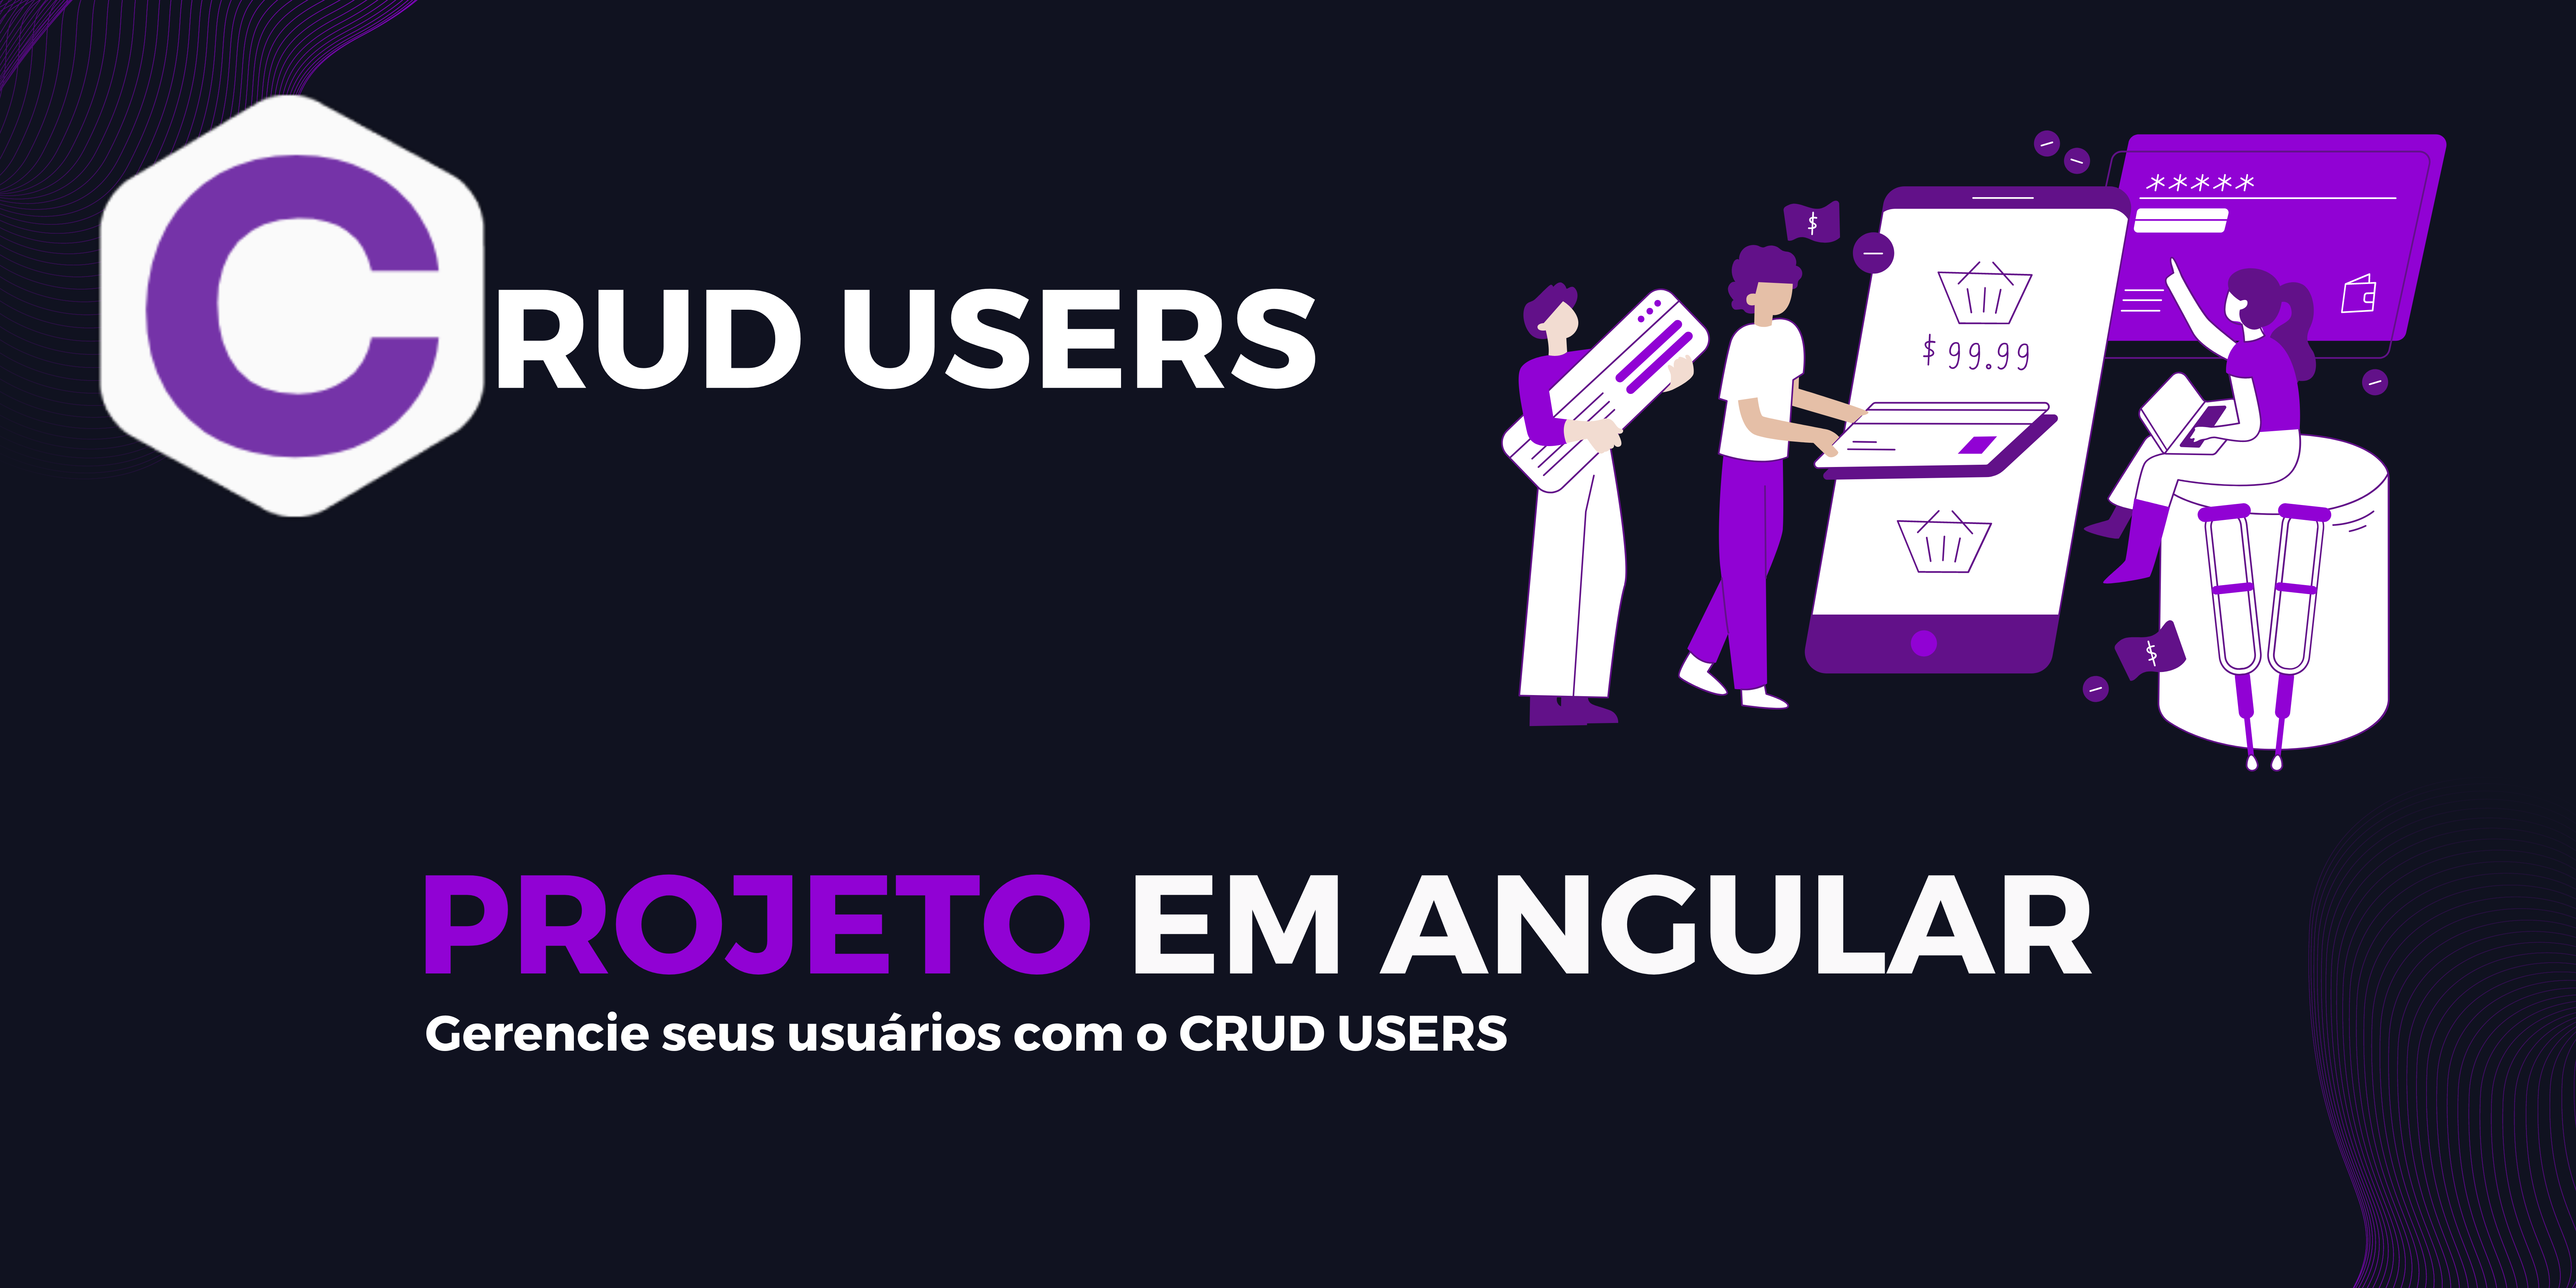 CRUD USERS
*****
$
$ 99.99
$
PROJETO EM ANGULAR
Gerencie seus usuários com o CRUD USERS